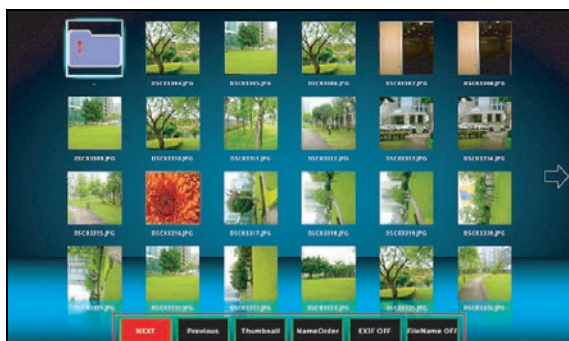 DSC03304.JPG DSC03305.JPG DSC03306.JPG DSC03307.JPG DSC03308.JPG
DSC03309.JPG DSC03310.JPG DSC03311.JPG DSC03312.JPG DSC03313.JPG DSC03314.JPG
DSC03315.JPG DSC03316.JPG DSC03317.JPG DSC03318.JPG DSC03319.JPG DSC03320.JPG
NEXT Previous Thumbnail NameOrder EXIF OFF FileName OFF